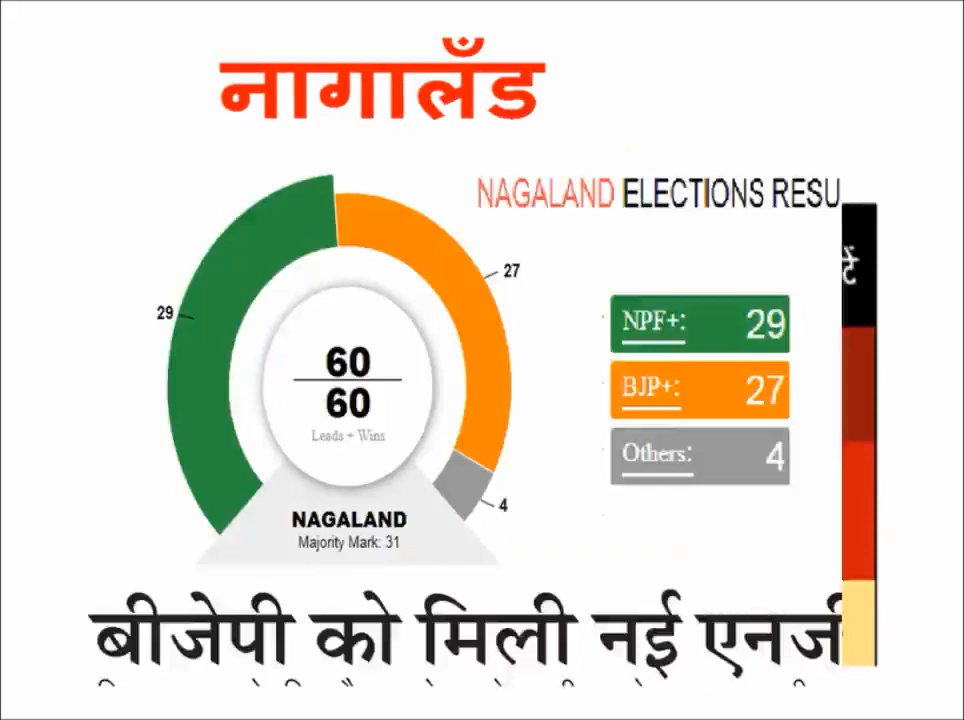 नागालँड
NAGALAND ELECTIONS RESU
29
27
4
60
60
Leads + Wins
NAGALAND
Majority Mark: 31
NPF+: 29
BJP+: 27
Others: 4
बीजेपी को मिली नई एनर्जी